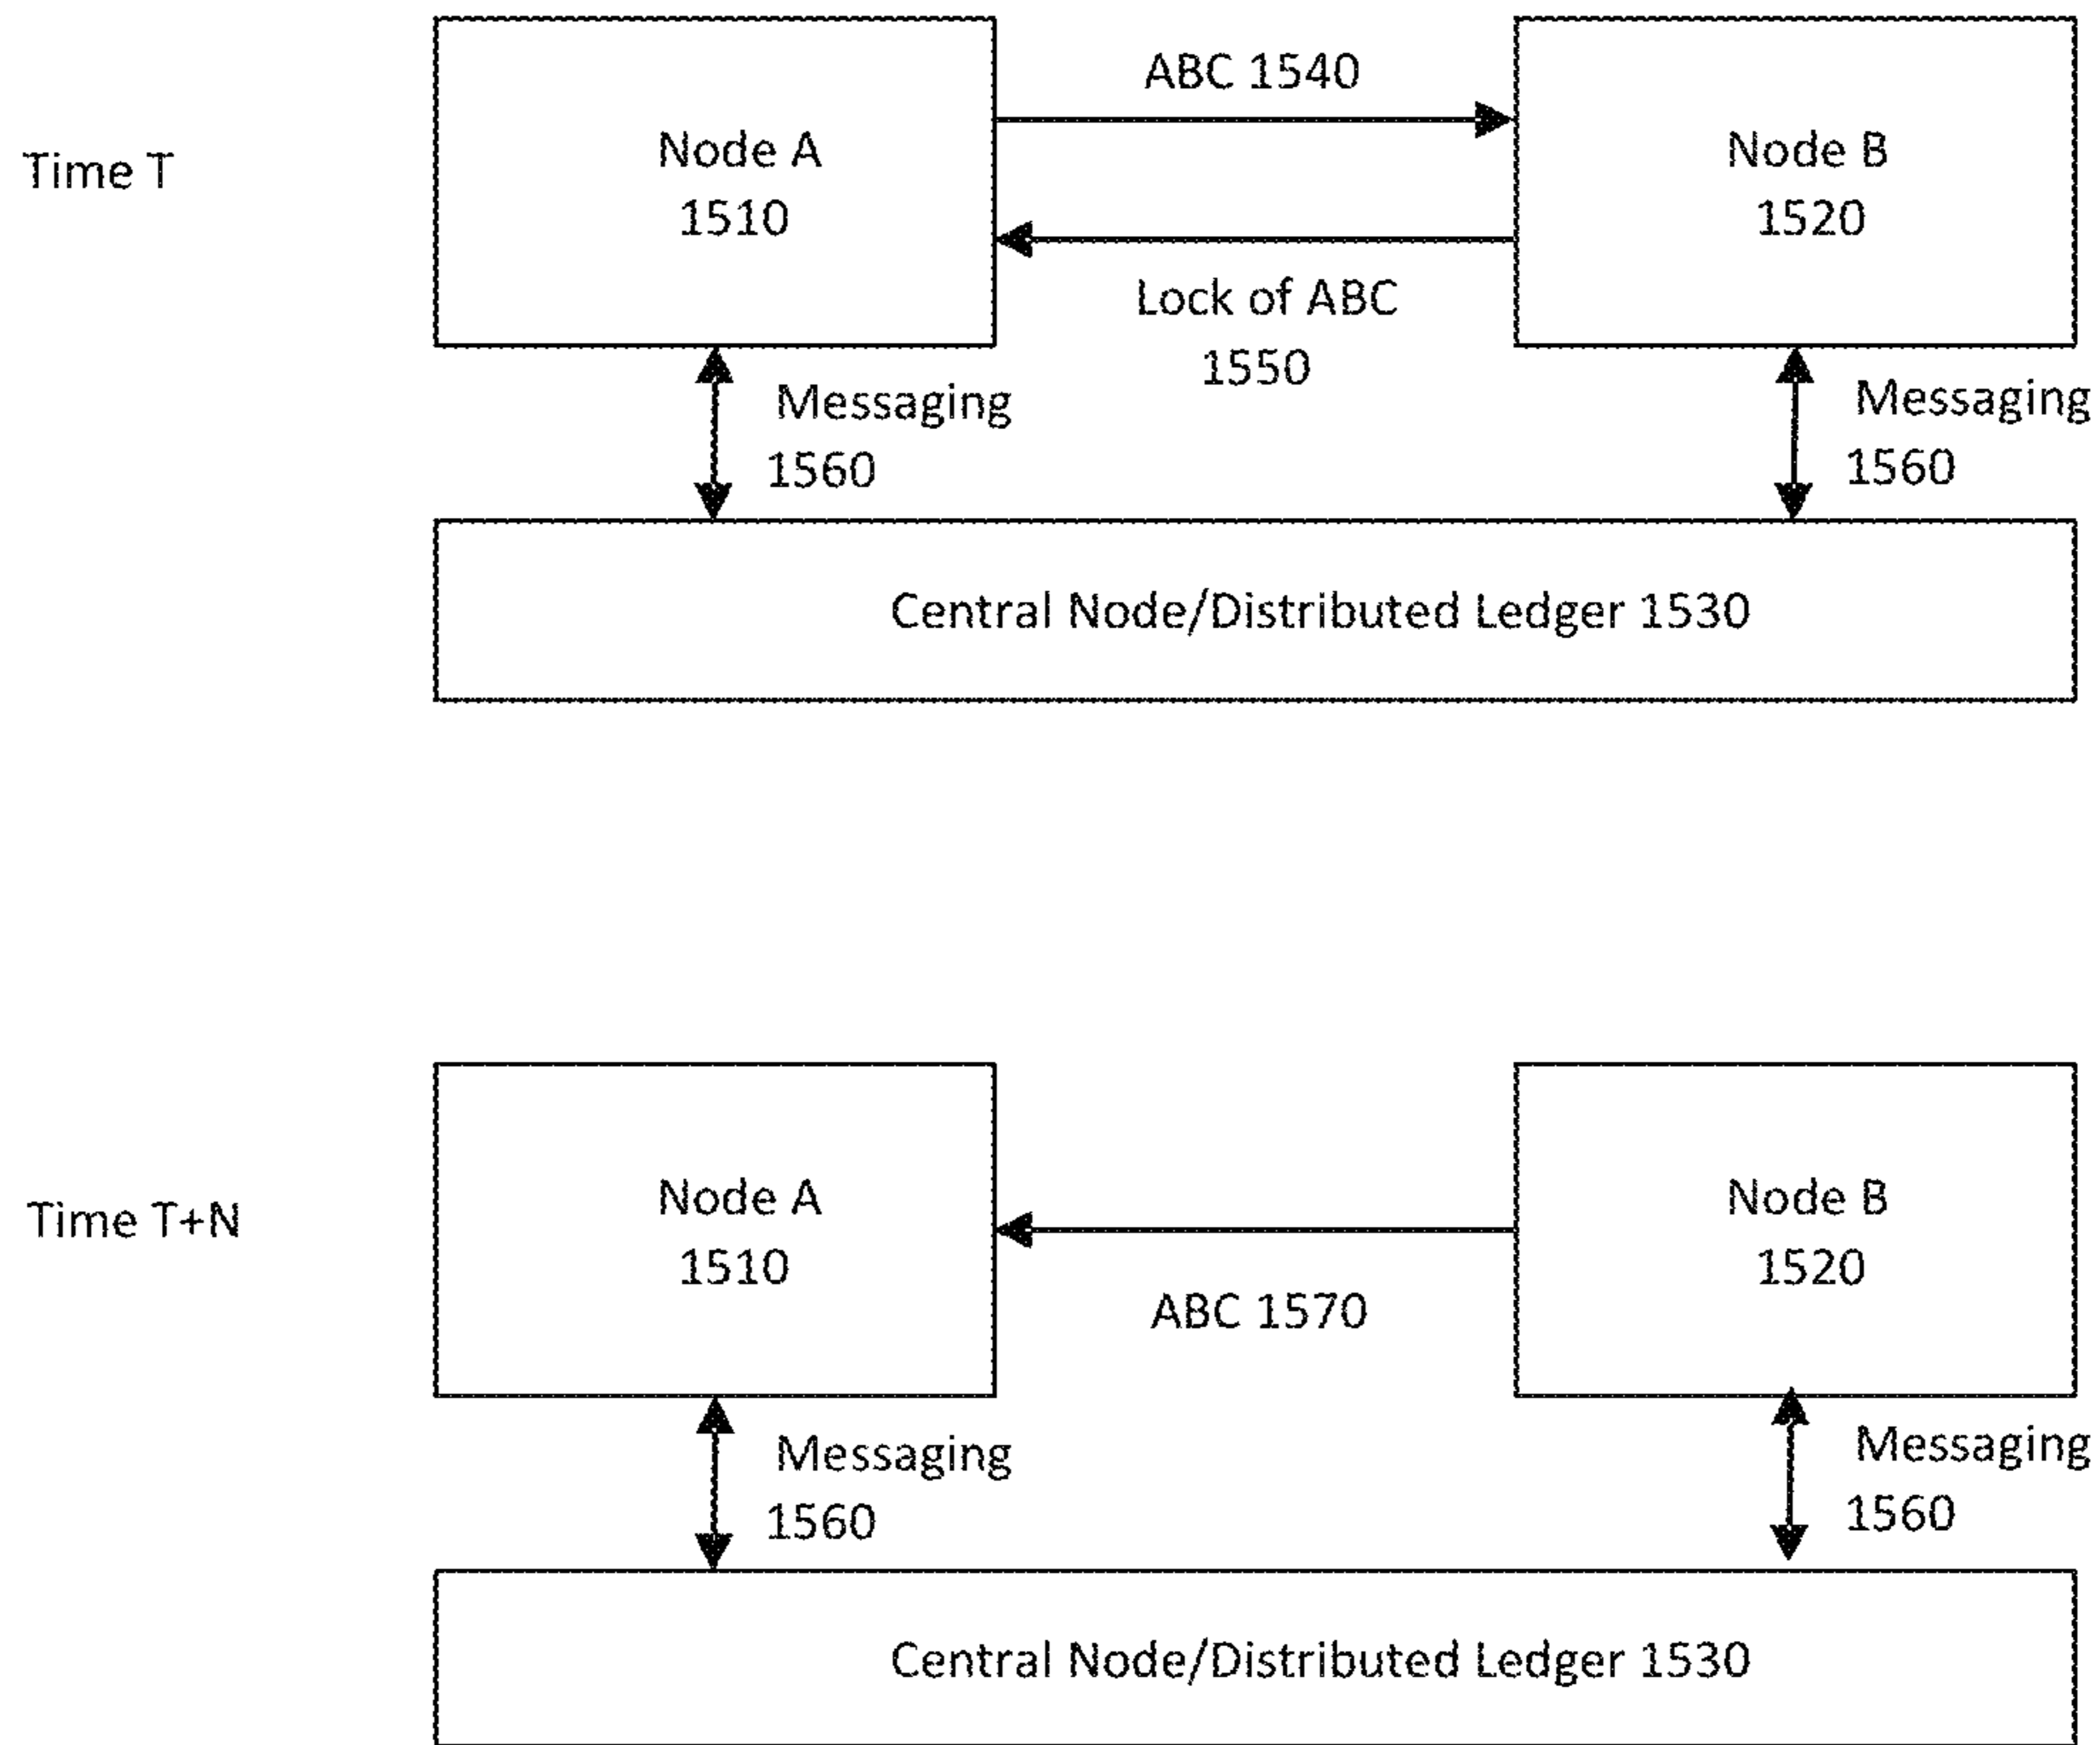 ABC 1540
Time T
Node A
1510
Node B
1520
Lock of ABC
1550
Messaging
1560
Messaging
1560
Central Node/Distributed Ledger 1530
Time T+N
Node A
1510
Node B
1520
ABC 1570
Messaging
1560
Messaging
1560
Central Node/Distributed Ledger 1530